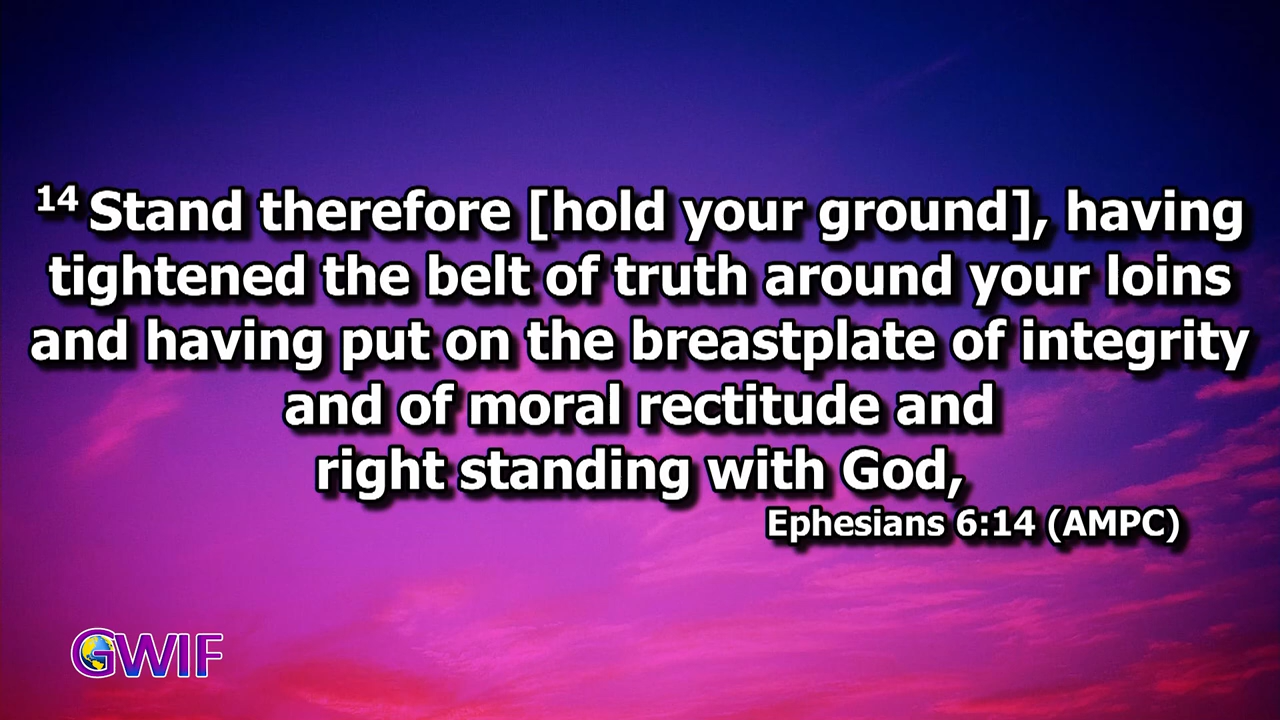 14 Stand therefore [hold your ground], having
tightened the belt of truth around your loins
and having put on the breastplate of integrity
and of moral rectitude and
right standing with God,
Ephesians 6:14 (AMPC)
GWIF